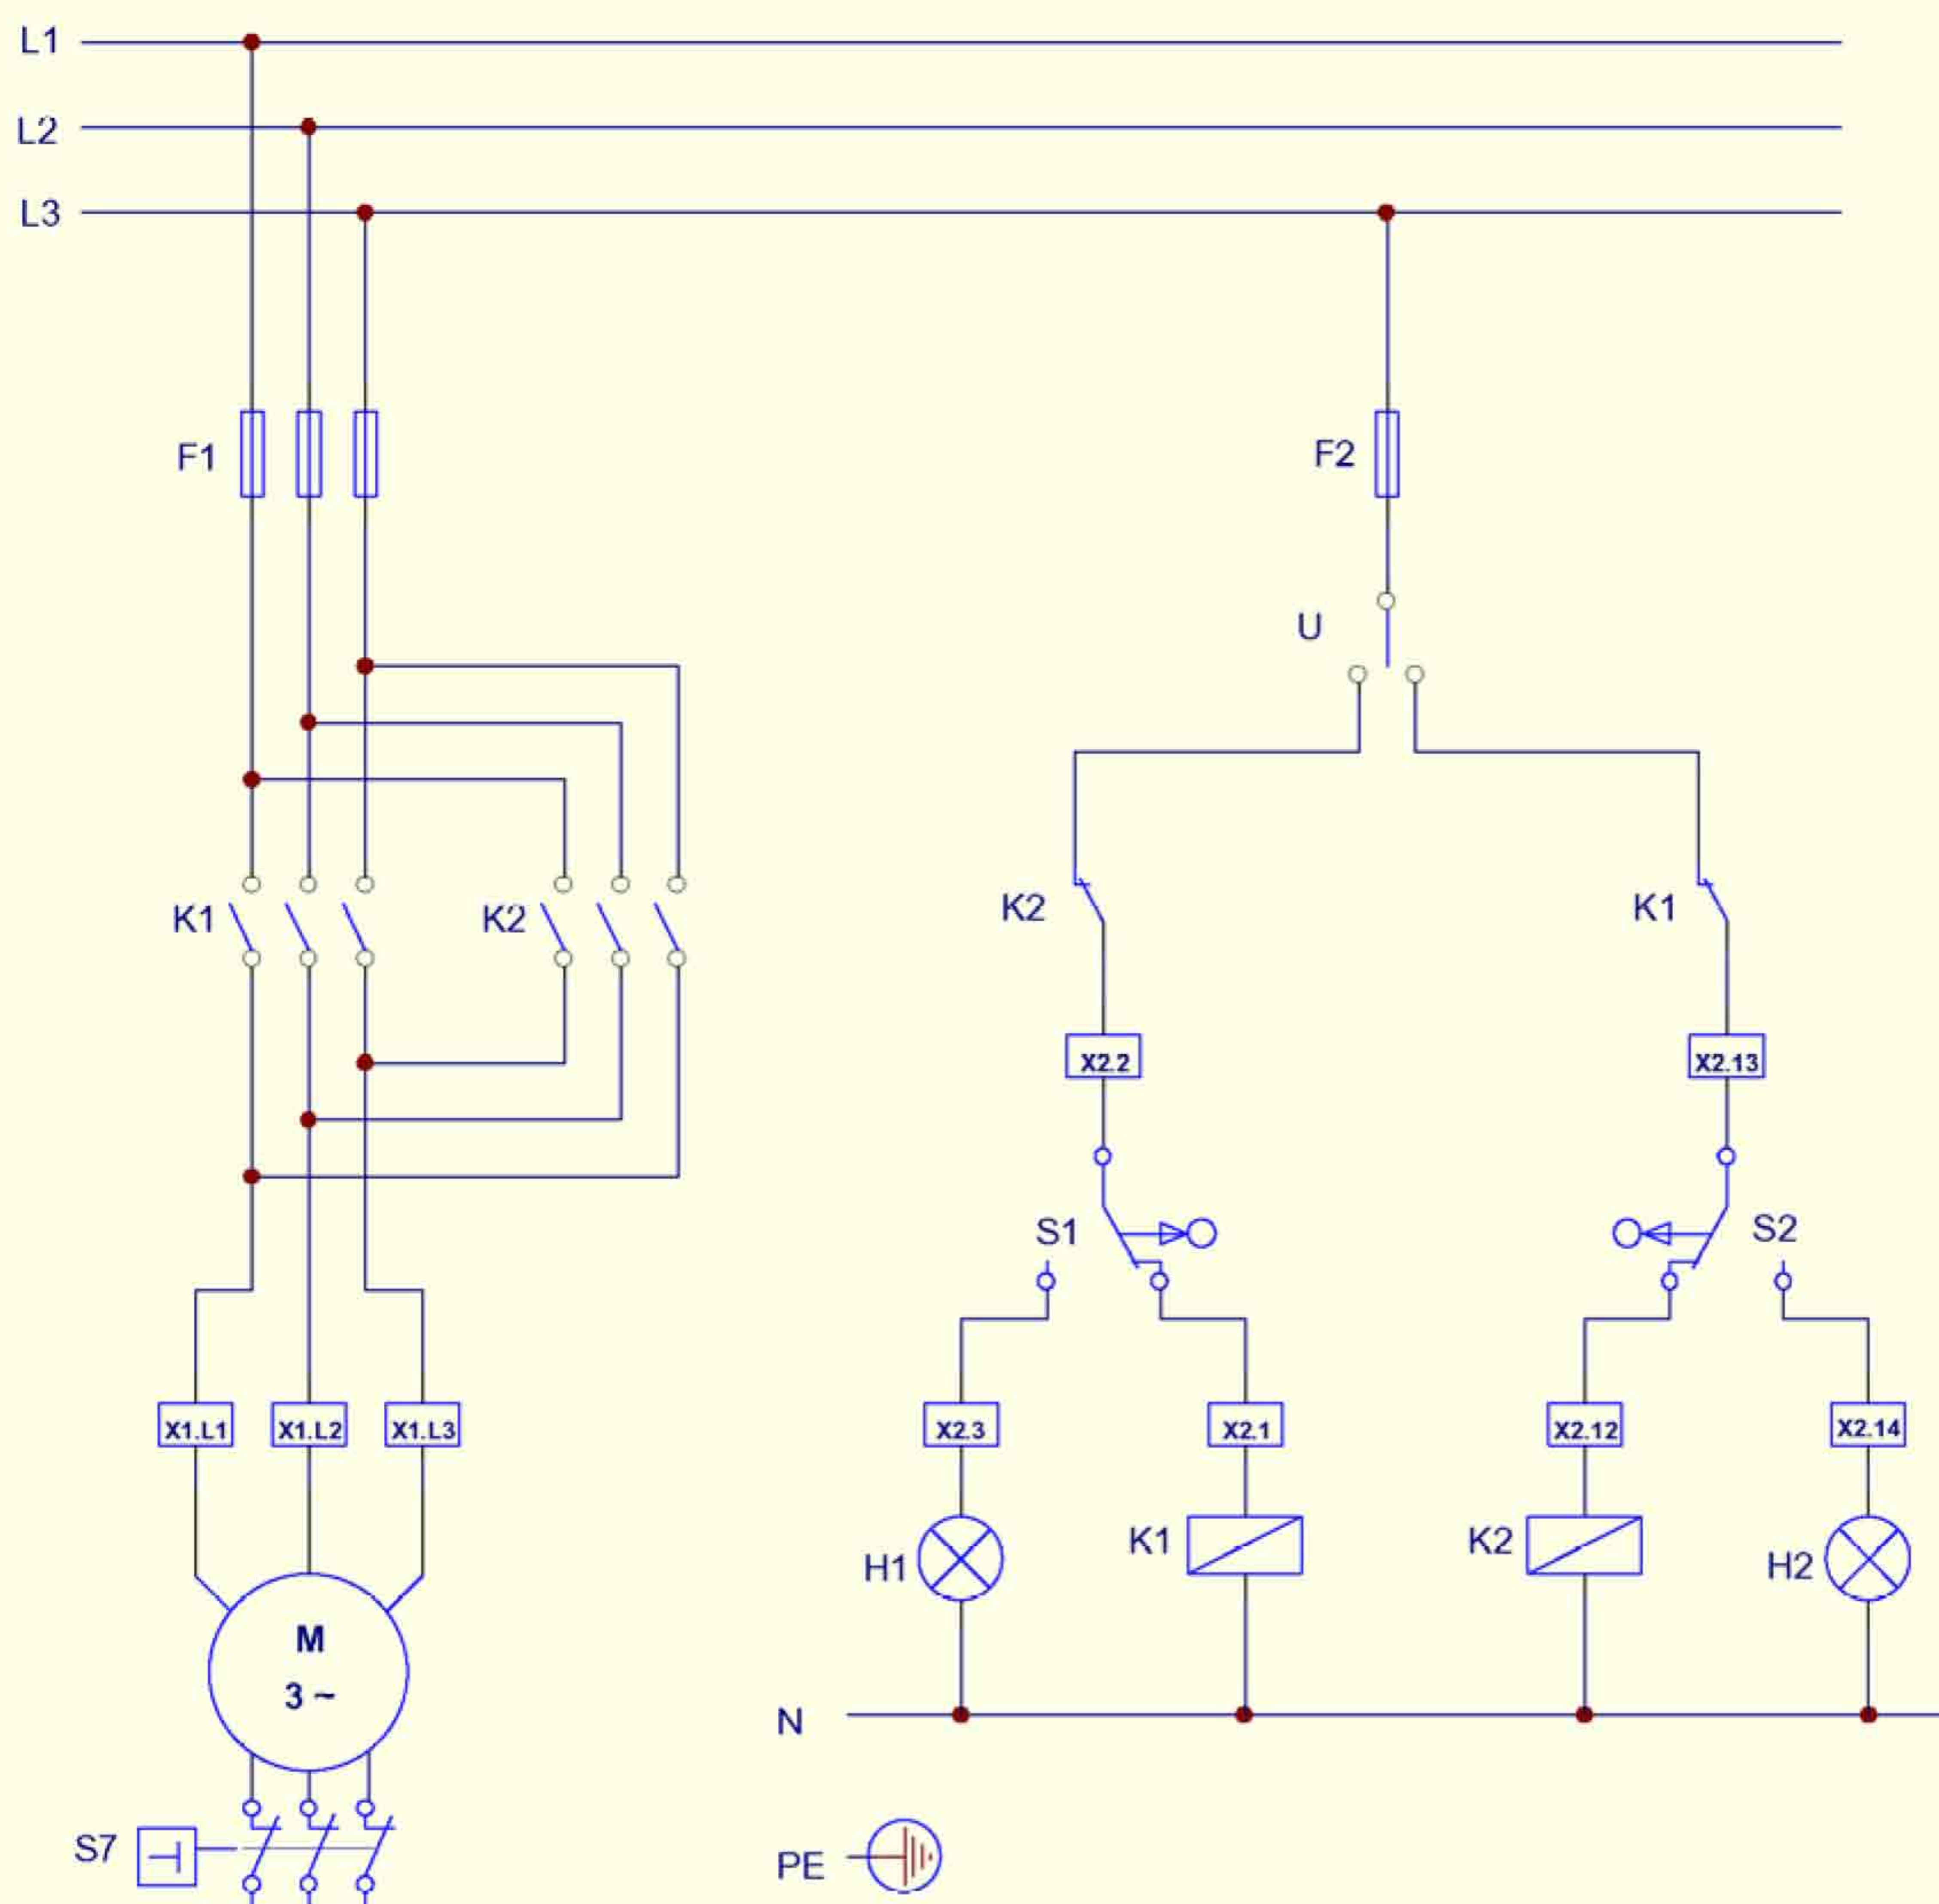 L1
L2
L3
F1
F2
U
K1
K2
K2
K1
X2.2
X2.13
S1
S2
X1.L1
X1.L2
X1.L3
X2.3
X2.1
X2.12
X2.14
H1
K1
K2
H2
M
3 ~
N
S7
PE